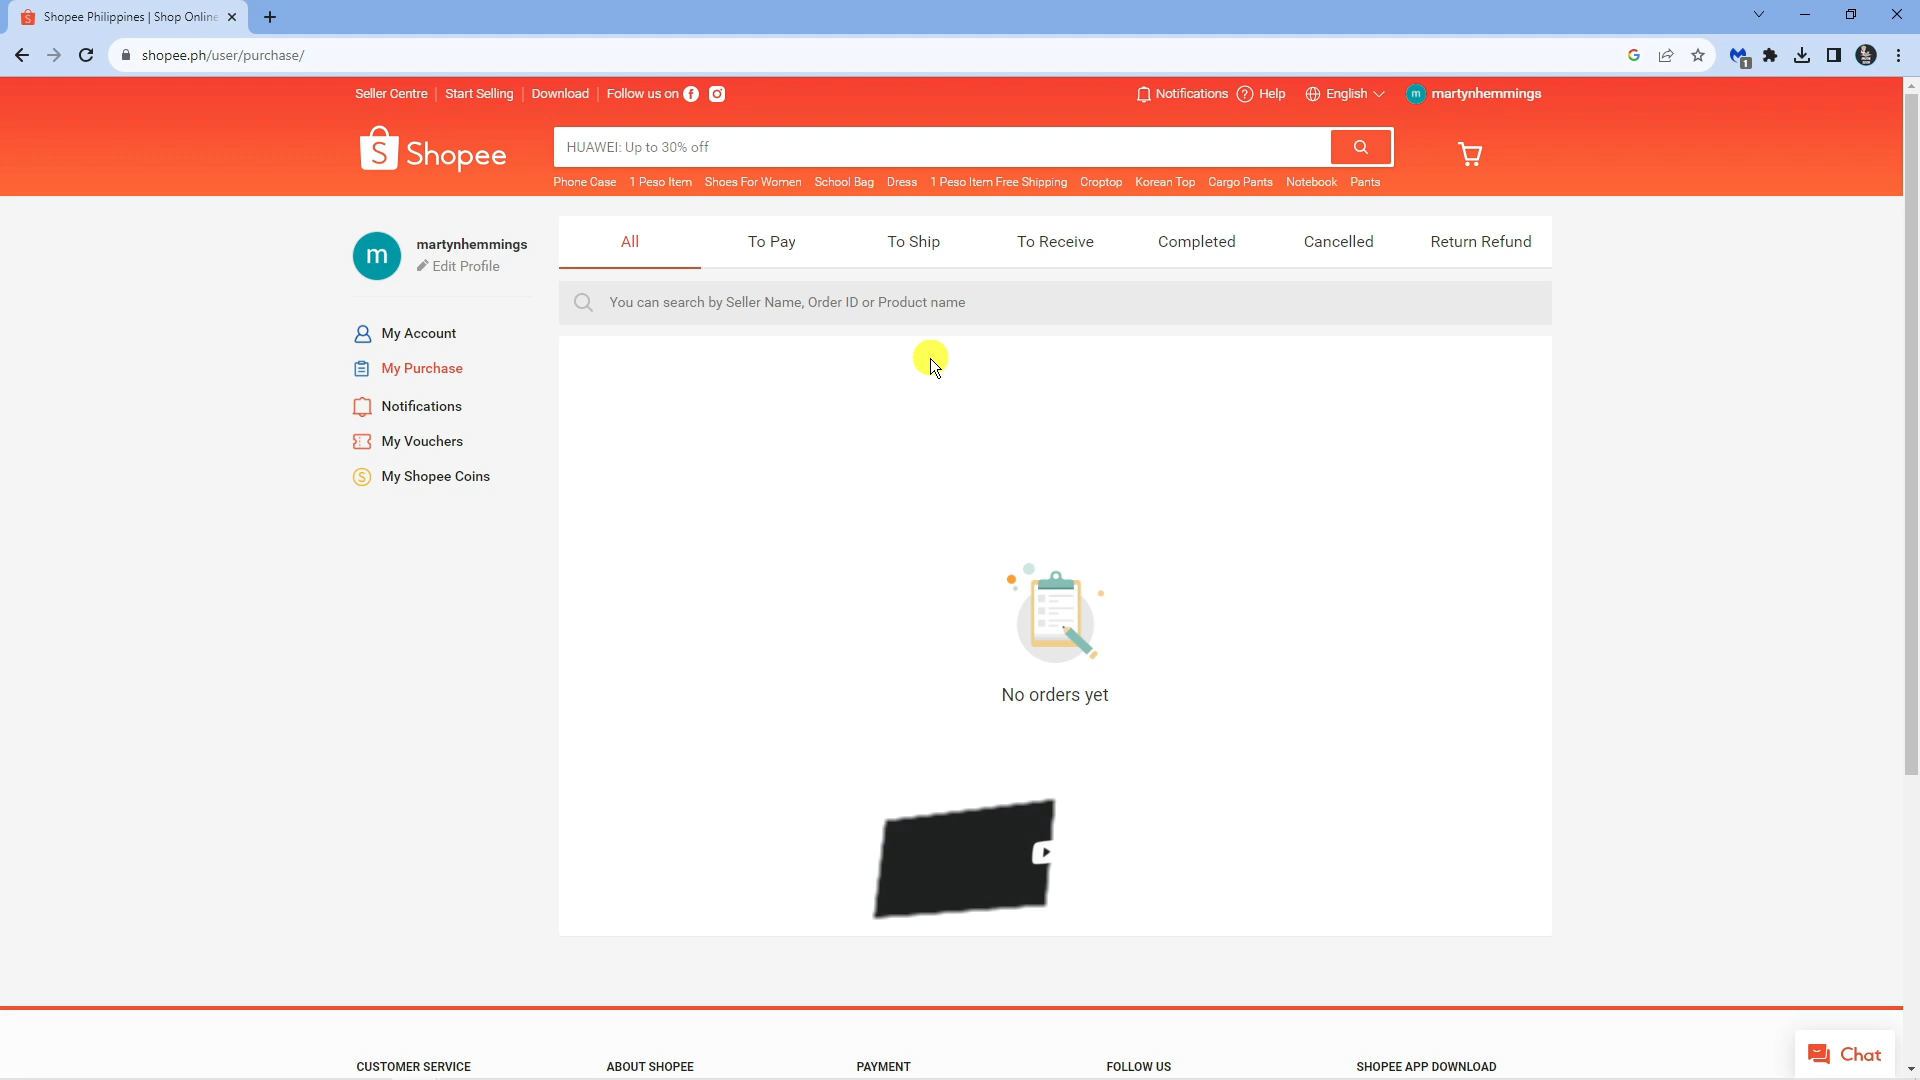 Shopee Philippines | Shop Online
shopee.ph/user/purchase/
1
Seller Centre
Start Selling
Download
Follow us on
Notifications
Help
English
m
martynhemmings
Shopee
HUAWEI: Up to 30% off
Phone Case 1 Peso Item Shoes For Women School Bag Dress 1 Peso Item Free Shipping Croptop Korean Top Cargo Pants Notebook Pants
m
martynhemmings
Edit Profile
All
To Pay
To Ship
To Receive
Completed
Cancelled
Return Refund
You can search by Seller Name, Order ID or Product name
My Account
My Purchase
Notifications
My Vouchers
My Shopee Coins
No orders yet
CUSTOMER SERVICE
ABOUT SHOPEE
PAYMENT
FOLLOW US
SHOPEE APP DOWNLOAD
Chat